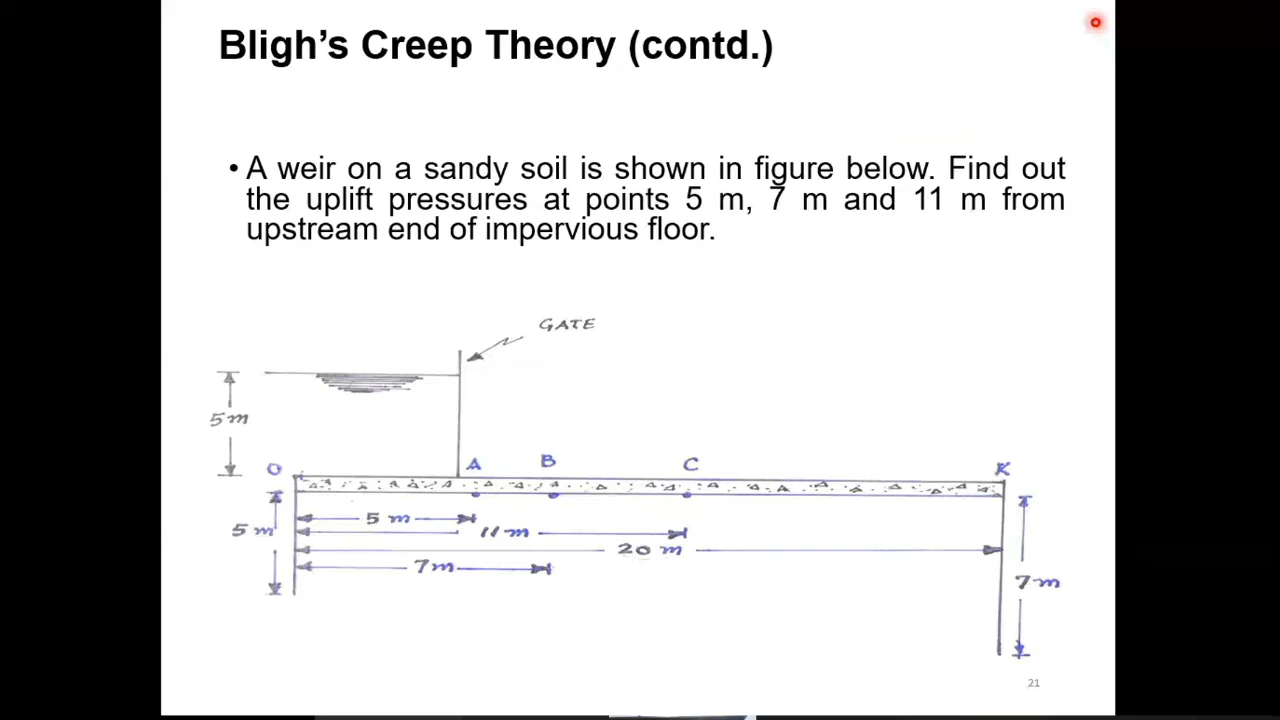 Bligh's Creep Theory (contd.)
• A weir on a sandy soil is shown in figure below. Find out
the uplift pressures at points 5 m, 7 m and 11 m from
upstream end of impervious floor.
GATE
5m
O A B C K
5 m
5 m
11 m
20 m
7m
7m
21